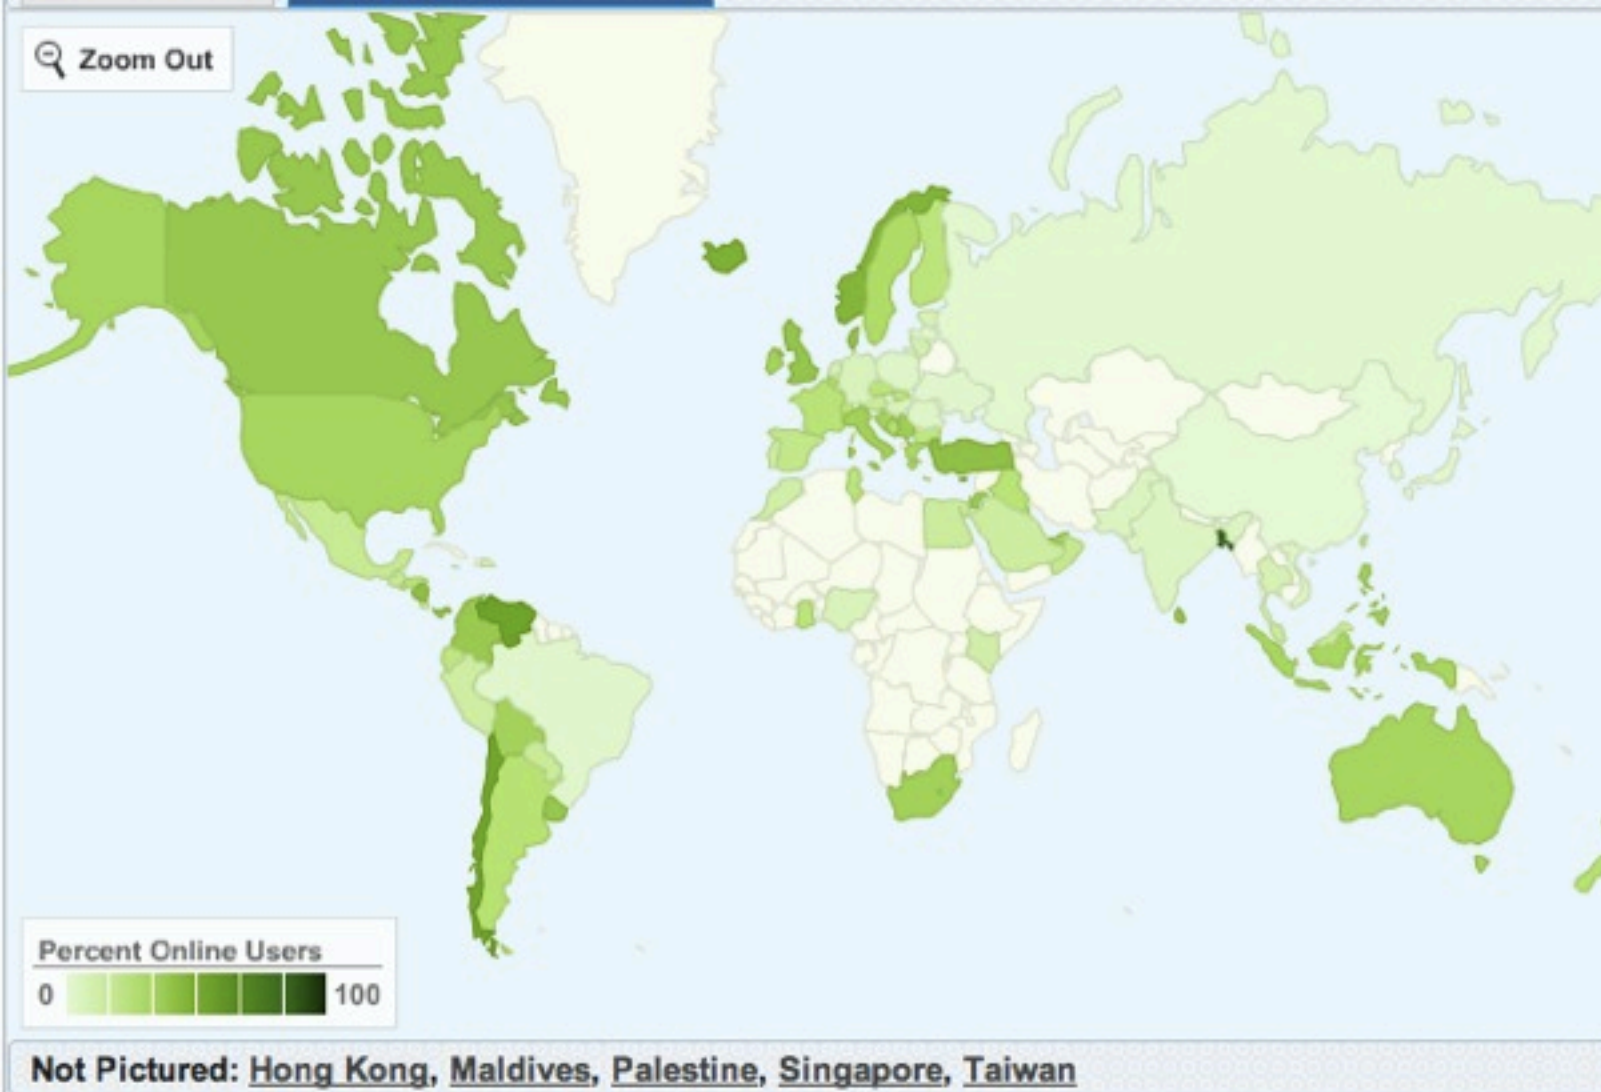 Zoom Out
Percent Online Users
0 100
Not Pictured: Hong Kong, Maldives, Palestine, Singapore, Taiwan